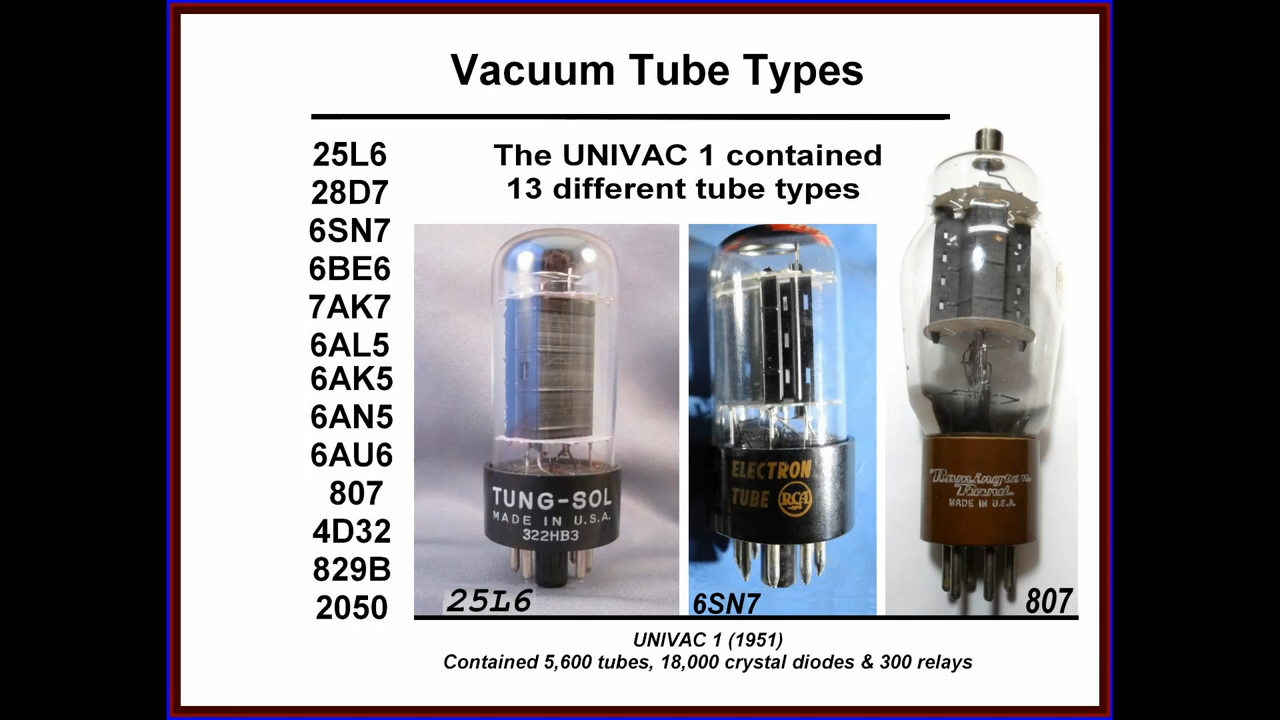 Vacuum Tube Types
25L6
28D7
6SN7
6BE6
7AK7
6AL5
6AK5
6AN5
6AU6
807
4D32
829B
2050
The UNIVAC 1 contained
13 different tube types
TUNG-SOL
MADE IN U.S.A.
322HB3
25L6
ELECTRON
TUBE RCA
6SN7
Remington
Rand
MADE IN U.S.A.
807
UNIVAC 1 (1951)
Contained 5,600 tubes, 18,000 crystal diodes & 300 relays